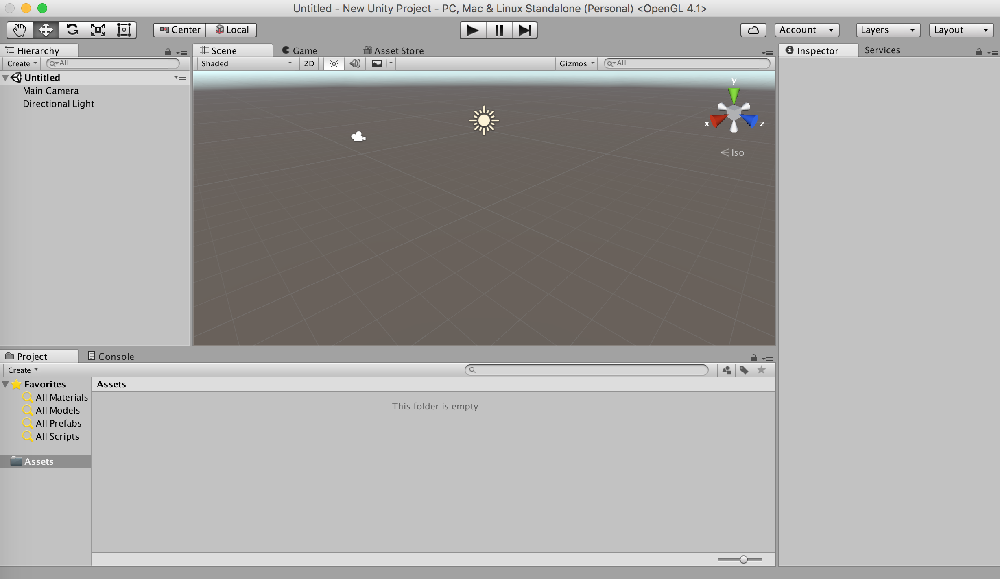 Untitled - New Unity Project - PC, Mac & Linux Standalone (Personal) <OpenGL 4.1>
Center Local Account Layers Layout
Hierarchy
Create All
Untitled
Main Camera
Directional Light
Scene Game Asset Store
Shaded 2D Gizmos All
y
x z
Iso
Inspector Services
Project Console
Create
Favorites
All Materials
All Models
All Prefabs
All Scripts
Assets
Assets
This folder is empty